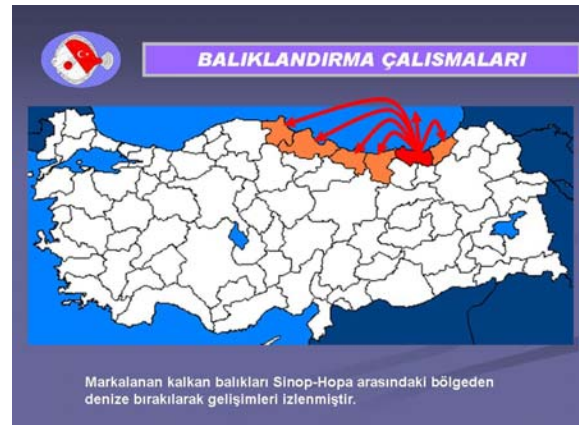 BALIKLANDIRMA ÇALISMALARI
Markalanan kalkan balıkları Sinop-Hopa arasındaki bölgeden
denize bırakılarak gelişimleri izlenmiştir.